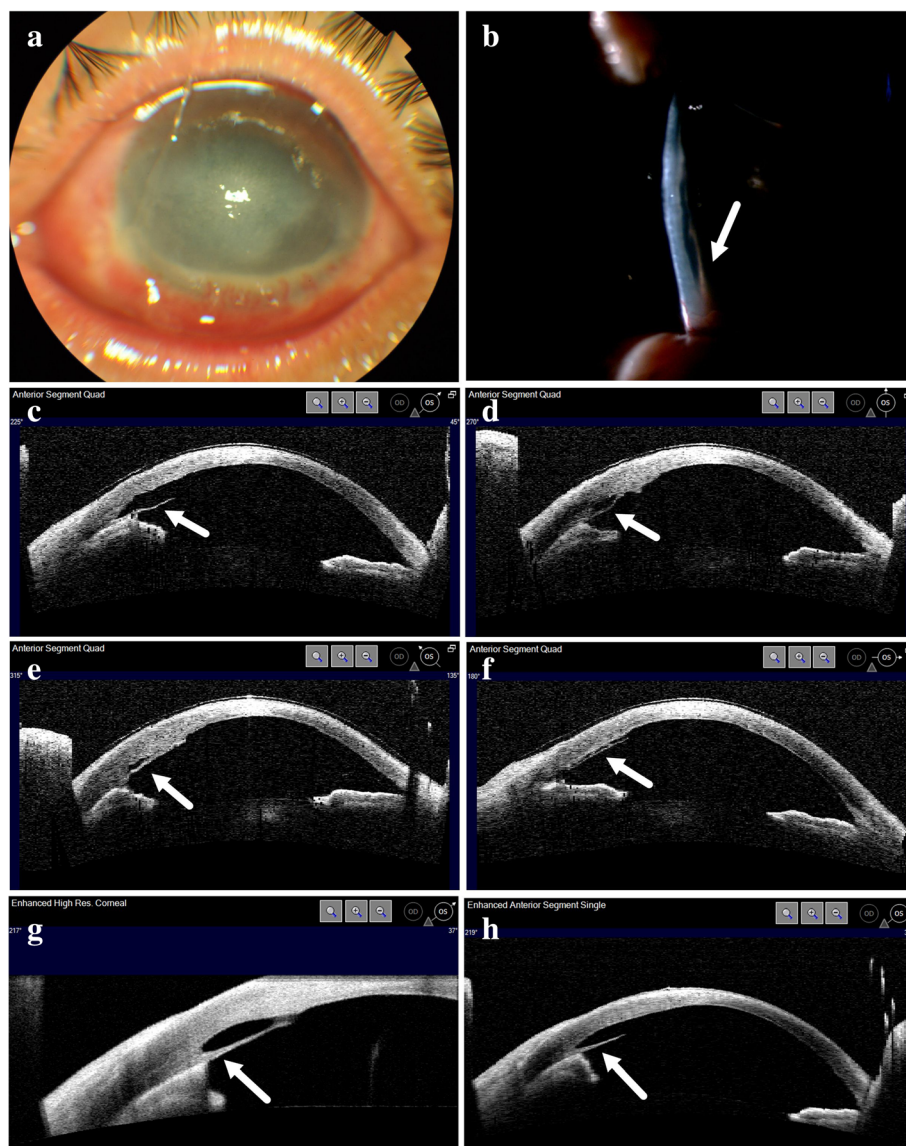 a
b
Anterior Segment Quad
OD
OS
c
225°
45°
Anterior Segment Quad
OD
OS
d
270°
Anterior Segment Quad
OD
OS
e
315°
135°
Anterior Segment Quad
OD
OS
f
180°
Enhanced High Res. Corneal
OD
OS
g
217°
37°
Enhanced Anterior Segment Single
OD
OS
h
219°